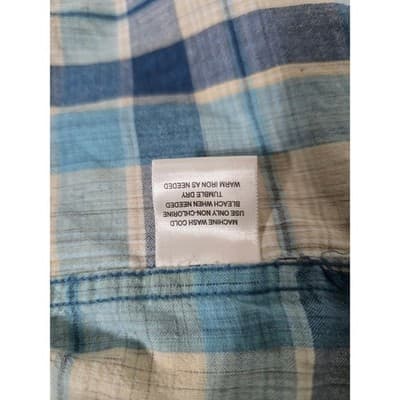 MACHINE WASH COLD
USE ONLY NON-CHLORINE
BLEACH WHEN NEEDED
TUMBLE DRY
WARM IRON AS NEEDED